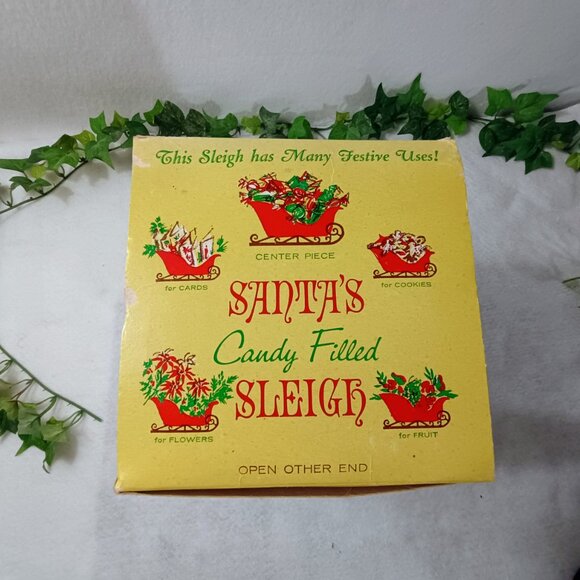 This Sleigh has Many Festive Uses!
CENTER PIECE
for CARDS
for COOKIES
SANTA'S
Candy Filled
SLEIGH
for FLOWERS
for FRUIT
OPEN OTHER END